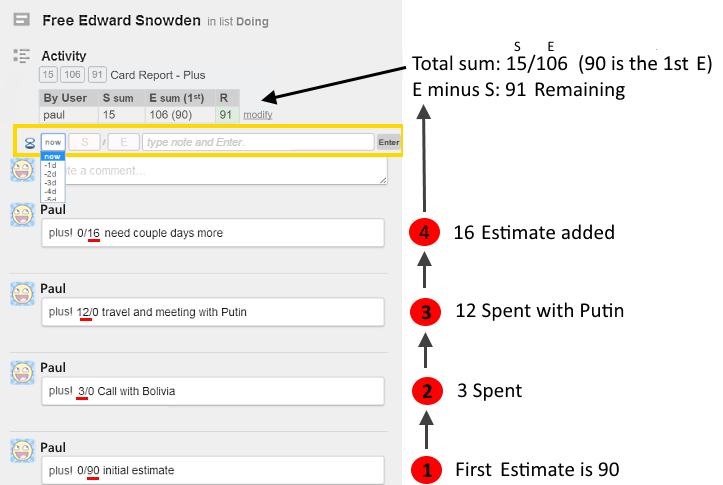 Free Edward Snowden in list Doing
Activity
15 106 91 Card Report - Plus
By User S sum E sum (1st) R
paul 15 106 (90) 91 modify
now S / E type note and Enter. Enter
now
-1d
-2d
-3d
-4d
-5d
te a comment...
Paul
plus! 0/16 need couple days more
Paul
plus! 12/0 travel and meeting with Putin
Paul
plus! 3/0 Call with Bolivia
Paul
plus! 0/90 initial estimate
S E
Total sum: 15/106 (90 is the 1st E)
E minus S: 91 Remaining
4 16 Estimate added
3 12 Spent with Putin
2 3 Spent
1 First Estimate is 90